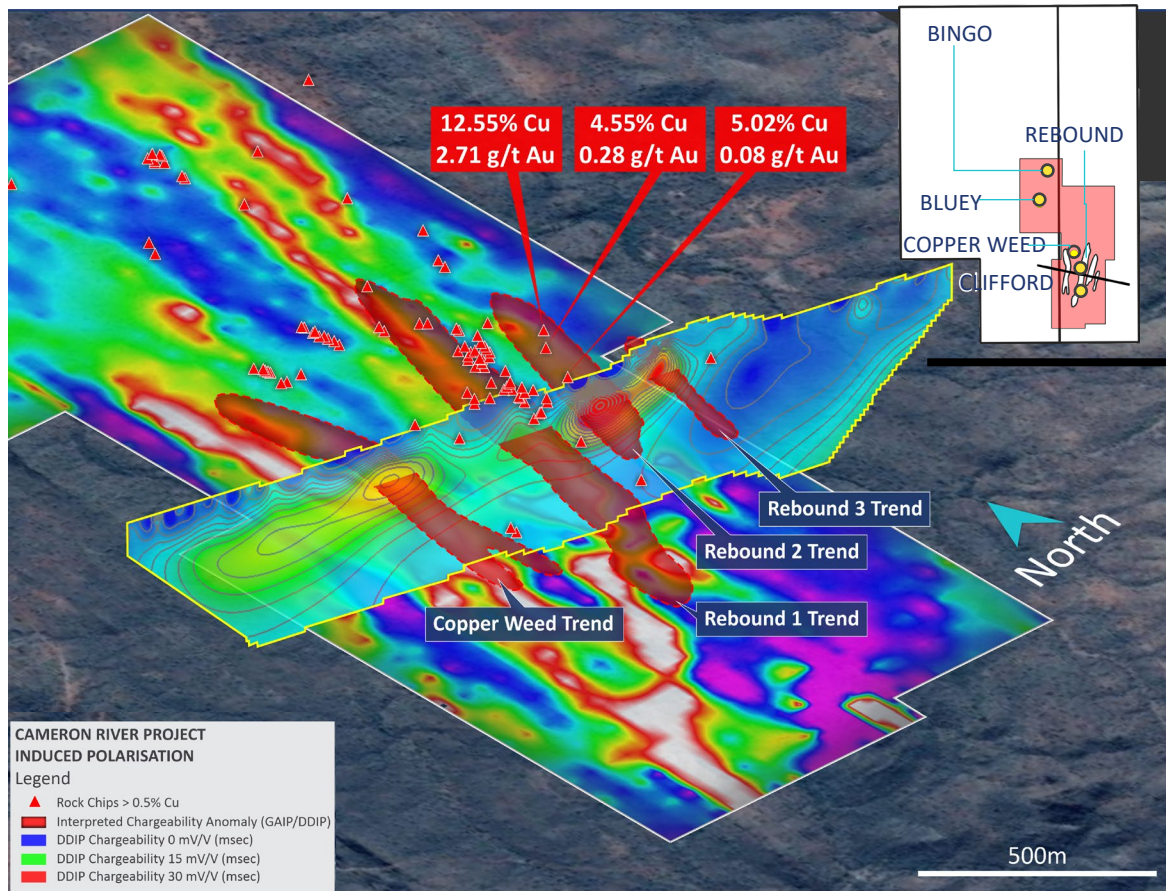 12.55% Cu
2.71 g/t Au
4.55% Cu
0.28 g/t Au
5.02% Cu
0.08 g/t Au
BINGO
REBOUND
BLUEY
COPPER WEED
CLIFFORD
Rebound 3 Trend
Rebound 2 Trend
Rebound 1 Trend
Copper Weed Trend
North
CAMERON RIVER PROJECT
INDUCED POLARISATION
Legend
Rock Chips > 0.5% Cu
Interpreted Chargeability Anomaly (GAIP/DDIP)
DDIP Chargeability 0 mV/V (msec)
DDIP Chargeability 15 mV/V (msec)
DDIP Chargeability 30 mV/V (msec)
500m